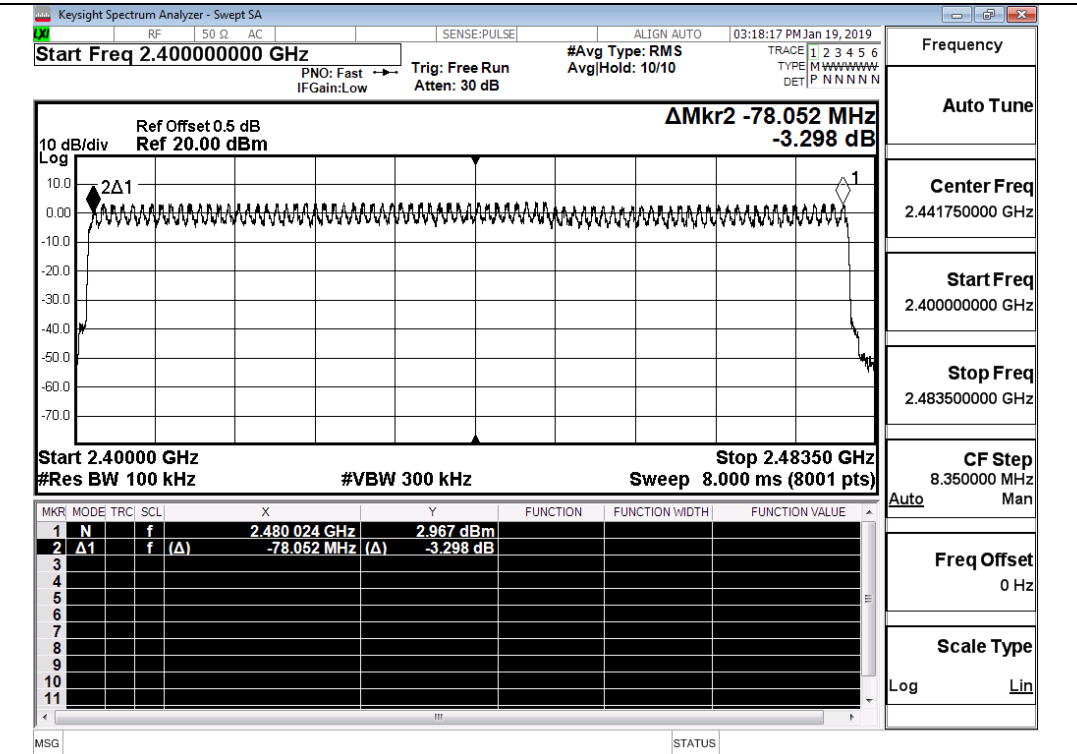 Keysight Spectrum Analyzer - Swept SA
LXI RF 50 Ω AC SENSE:PULSE ALIGN AUTO 03:18:17 PM Jan 19, 2019
Start Freq 2.400000000 GHz
PNO: Fast
IFGain:Low
Trig: Free Run
Atten: 30 dB
#Avg Type: RMS
Avg|Hold: 10/10
TRACE 1 2 3 4 5 6
TYPE M WWWWW
DET P N N N N N
ΔMkr2 -78.052 MHz
-3.298 dB
Ref Offset 0.5 dB
10 dB/div Ref 20.00 dBm
Log
10.0
0.00
-10.0
-20.0
-30.0
-40.0
-50.0
-60.0
-70.0
2Δ1
1
Start 2.40000 GHz Stop 2.48350 GHz
#Res BW 100 kHz #VBW 300 kHz Sweep 8.000 ms (8001 pts)
MKR MODE TRC SCL X Y FUNCTION FUNCTION WIDTH FUNCTION VALUE
1 N f 2.480 024 GHz 2.967 dBm
2 Δ1 f (Δ) -78.052 MHz (Δ) -3.298 dB
3
4
5
6
7
8
9
10
11
MSG STATUS
Frequency
Auto Tune
Center Freq
2.441750000 GHz
Start Freq
2.400000000 GHz
Stop Freq
2.483500000 GHz
CF Step
8.350000 MHz
Auto Man
Freq Offset
0 Hz
Scale Type
Log Lin